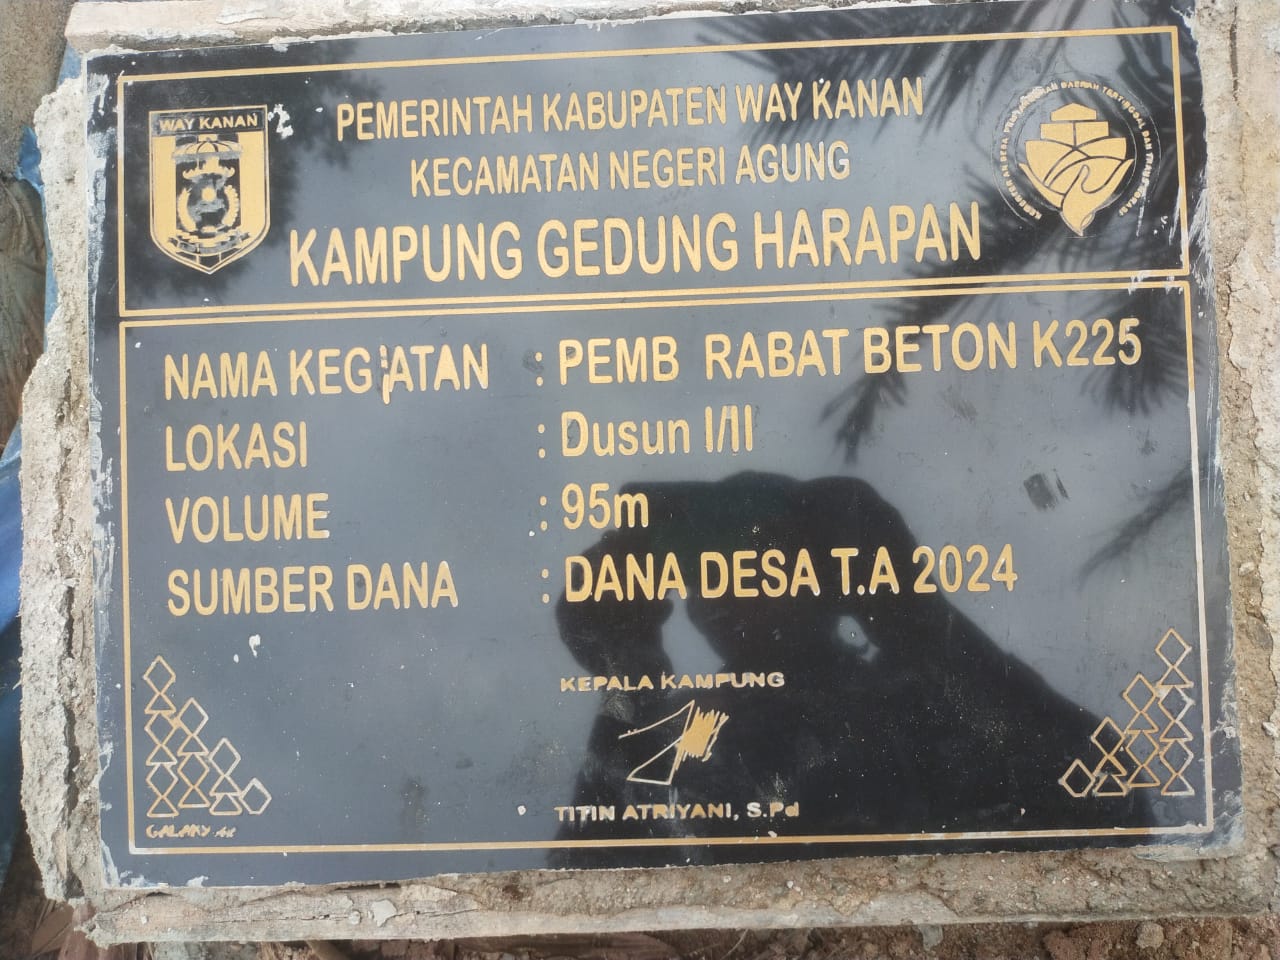 WAY KANAN
PEMERINTAH KABUPATEN WAY KANAN
KECAMATAN NEGERI AGUNG
KAMPUNG GEDUNG HARAPAN
NAMA KEGIATAN : PEMB RABAT BETON K225
LOKASI : Dusun I/II
VOLUME : 95m
SUMBER DANA : DANA DESA T.A 2024
KEPALA KAMPUNG
TITIN ATRIYANI, S.Pd